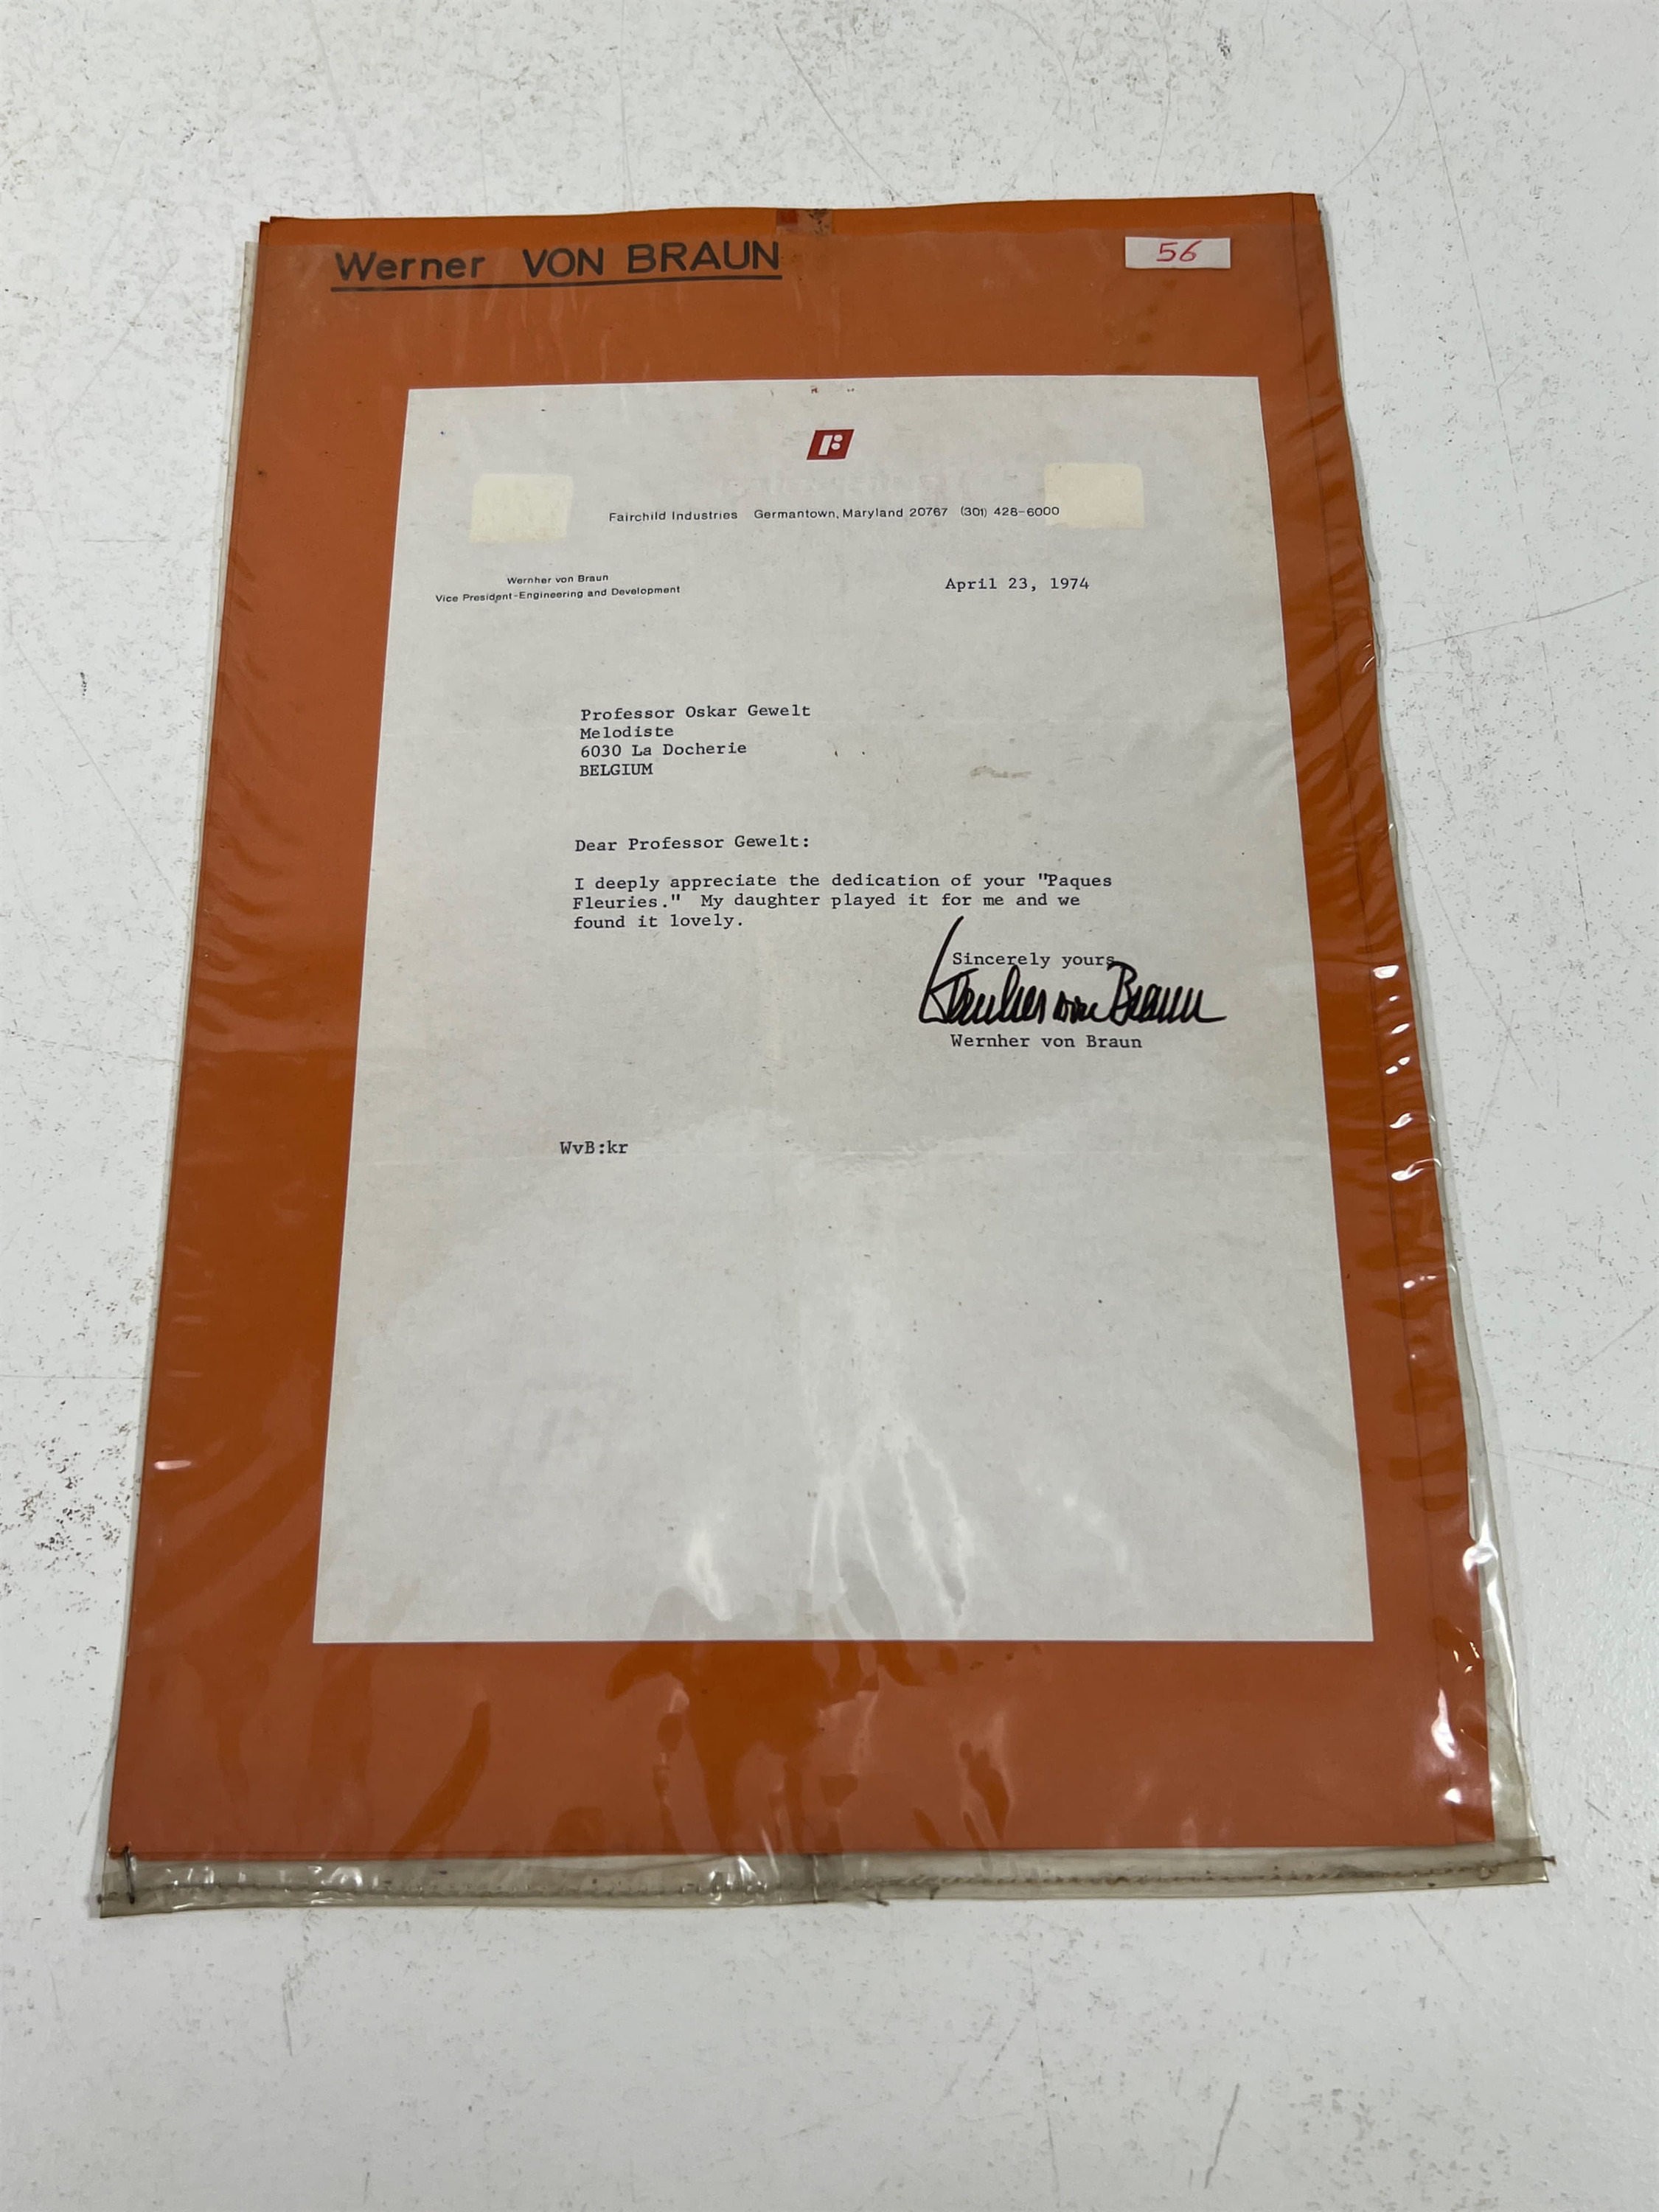 Werner VON BRAUN
56
Fairchild Industries Germantown, Maryland 20767 (301) 428-6000
Wernher von Braun
Vice President-Engineering and Development
April 23, 1974
Professor Oskar Gewelt
Melodiste
6030 La Docherie
BELGIUM
Dear Professor Gewelt:
I deeply appreciate the dedication of your "Paques
Fleuries." My daughter played it for me and we
found it lovely.
Sincerely yours
Wernher von Braun
Wernher von Braun
WvB:kr